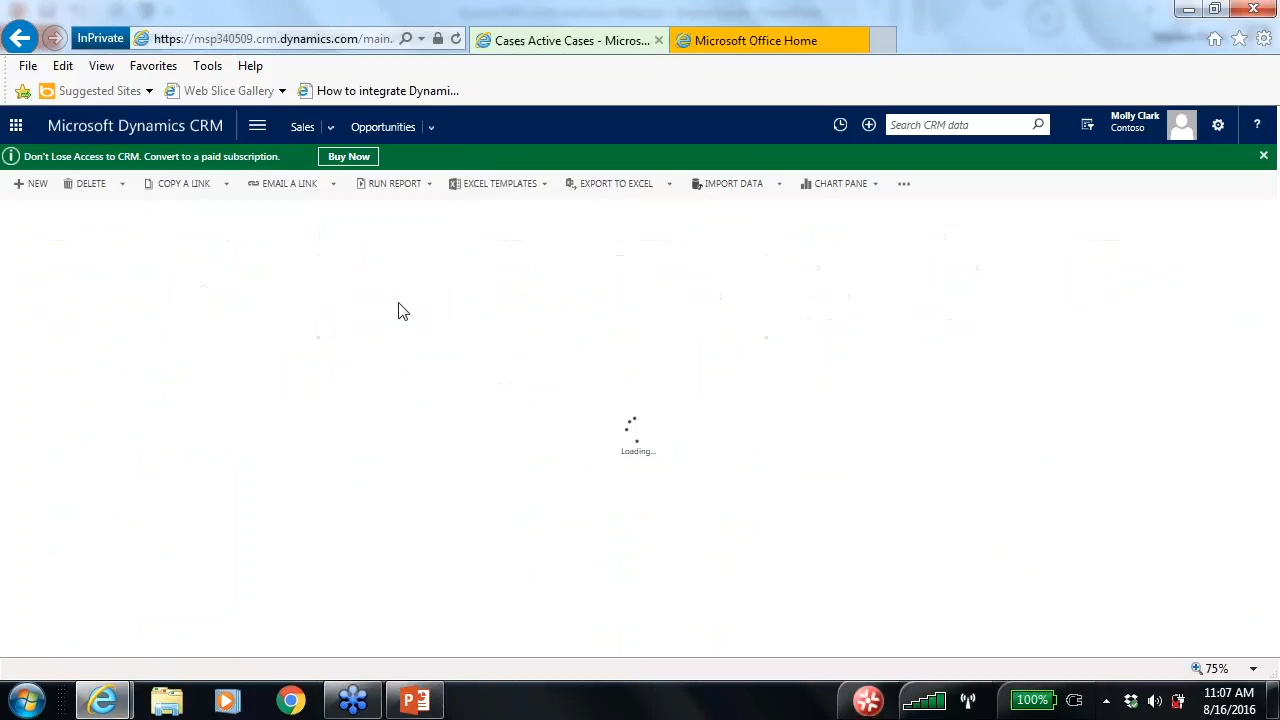 InPrivate https://msp340509.crm.dynamics.com/main. Cases Active Cases - Micros... Microsoft Office Home
File Edit View Favorites Tools Help
Suggested Sites Web Slice Gallery How to integrate Dynami...
Microsoft Dynamics CRM Sales Opportunities Search CRM data Molly Clark
Contoso ?
Don't Lose Access to CRM. Convert to a paid subscription. Buy Now
NEW DELETE COPY A LINK EMAIL A LINK RUN REPORT EXCEL TEMPLATES EXPORT TO EXCEL IMPORT DATA CHART PANE
Loading...
75%
100% 11:07 AM
8/16/2016